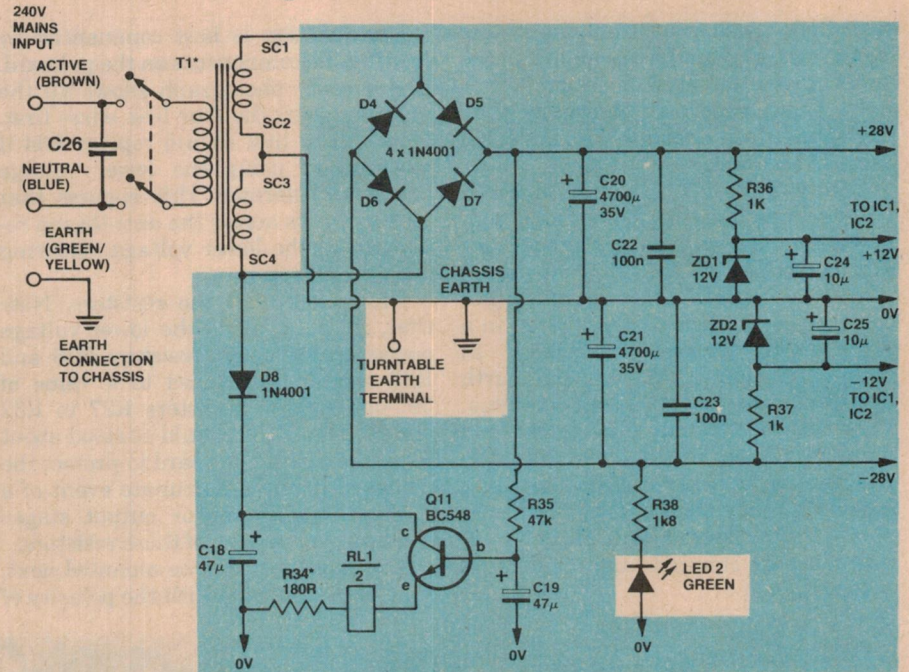 240V
MAINS
INPUT
ACTIVE
(BROWN)
T1*
C26
NEUTRAL
(BLUE)
EARTH
(GREEN/
YELLOW)
EARTH
CONNECTION
TO CHASSIS
SC1
SC2
SC3
SC4
D4
D5
4 x 1N4001
D6
D7
CHASSIS
EARTH
TURNTABLE
EARTH
TERMINAL
+
C20
4700µ
35V
C22
100n
R36
1K
ZD1
12V
+
C24
10µ
+28V
TO IC1,
IC2
+12V
0V
+
C21
4700µ
35V
C23
100n
ZD2
12V
+
C25
10µ
R37
1k
−12V
TO IC1,
IC2
−28V
D8
1N4001
C18
47µ
+
R34*
180R
RL1
2
Q11
BC548
c
b
e
R35
47k
+
C19
47µ
R38
1k8
LED 2
GREEN
0V
0V
0V